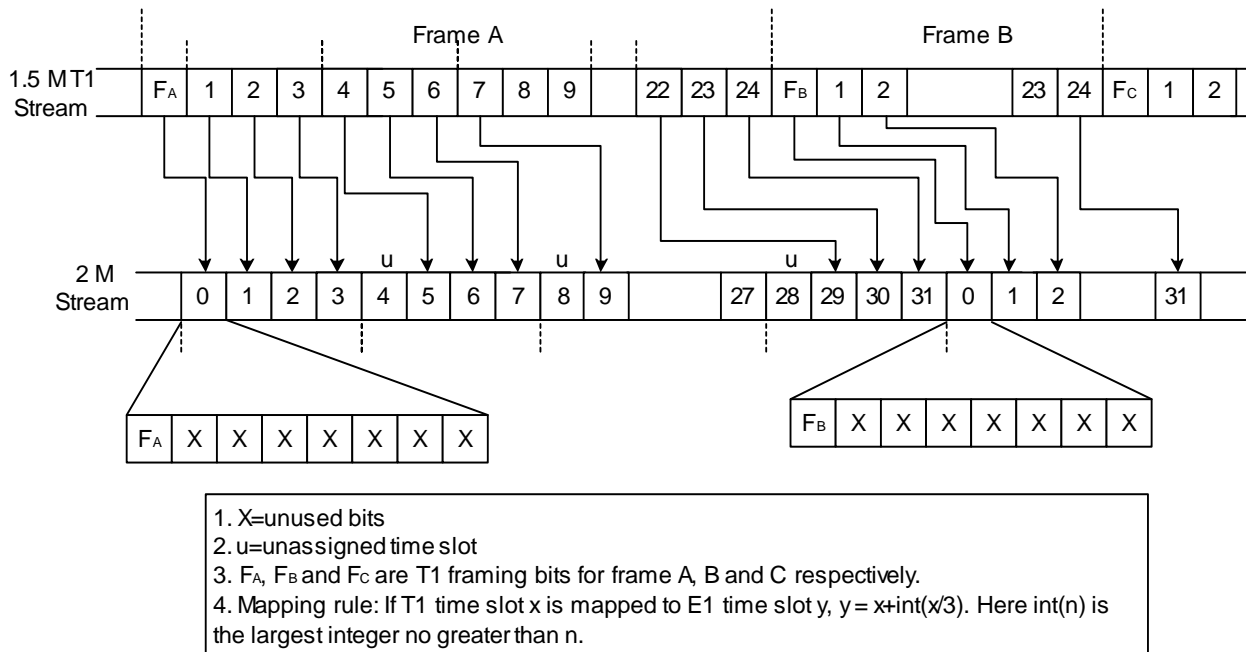 Frame A Frame B
1.5 M T1 Stream
FA 1 2 3 4 5 6 7 8 9 22 23 24 FB 1 2 23 24 FC 1 2
u u u
2 M Stream
0 1 2 3 4 5 6 7 8 9 27 28 29 30 31 0 1 2 31
FA X X X X X X X
FB X X X X X X X
1. X=unused bits
2. u=unassigned time slot
3. FA, FB and FC are T1 framing bits for frame A, B and C respectively.
4. Mapping rule: If T1 time slot x is mapped to E1 time slot y, y = x+int(x/3). Here int(n) is
the largest integer no greater than n.